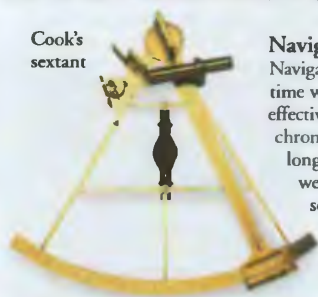 Cook's
sextant
Navig
Naviga
time w
effectiv
chron
long
we
s